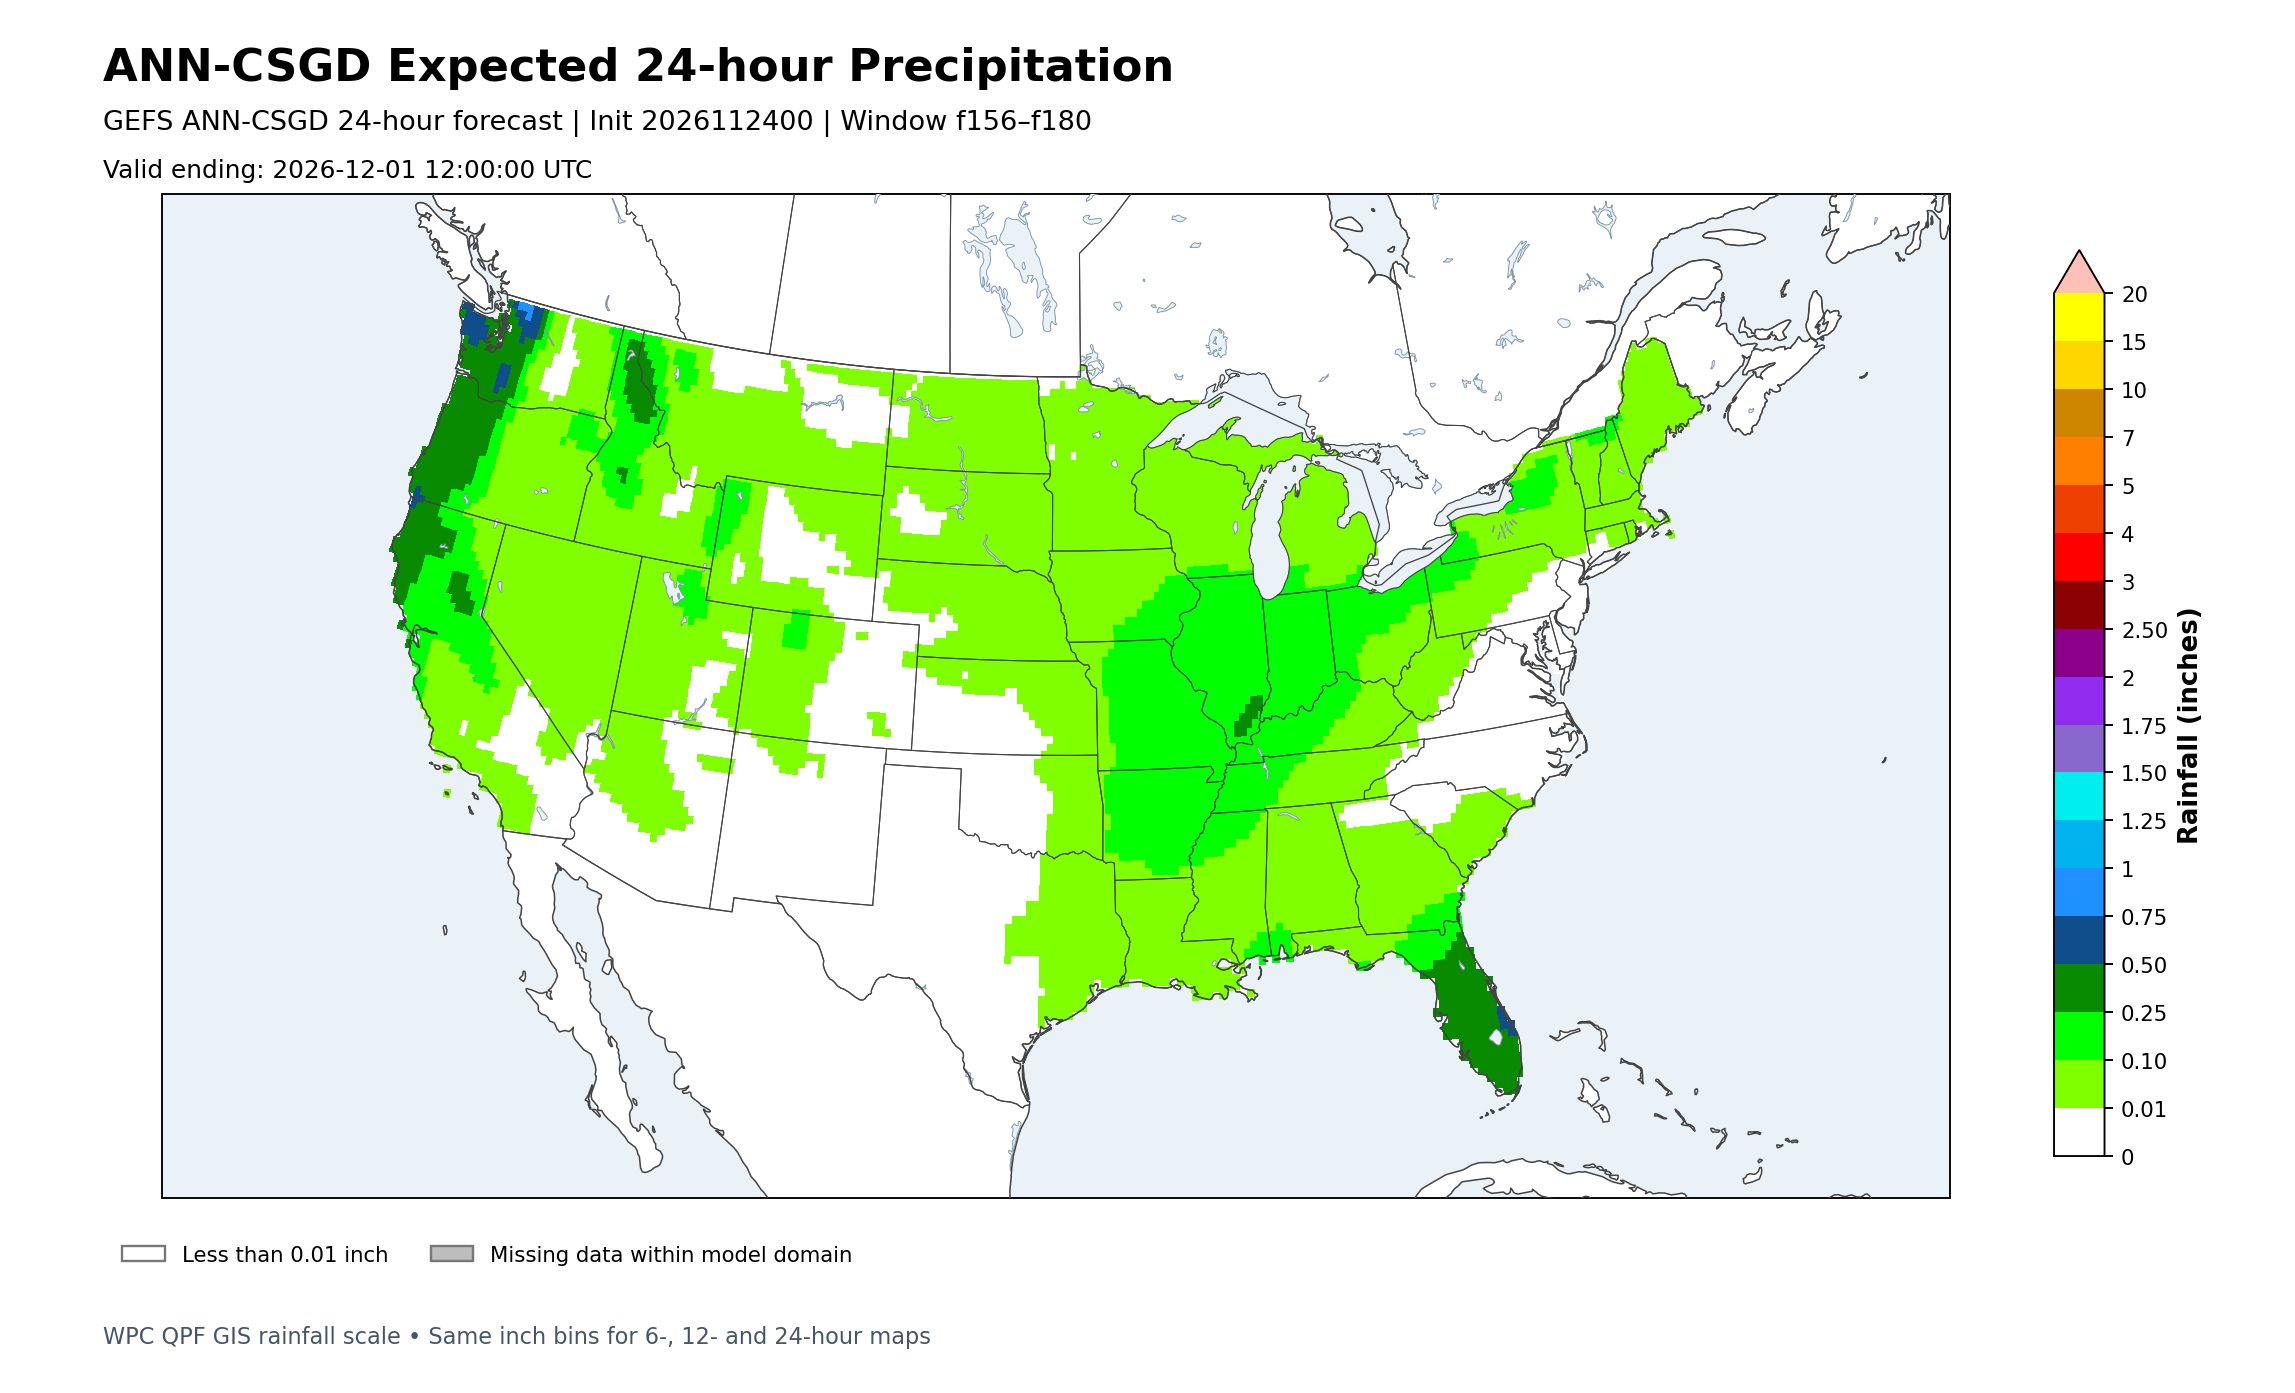 ANN-CSGD Expected 24-hour Precipitation
GEFS ANN-CSGD 24-hour forecast | Init 2026112400 | Window f156–f180
Valid ending: 2026-12-01 12:00:00 UTC
20
15
10
7
5
4
3
2.50
2
1.75
1.50
1.25
1
0.75
0.50
0.25
0.10
0.01
0
Rainfall (inches)
Less than 0.01 inch
Missing data within model domain
WPC QPF GIS rainfall scale • Same inch bins for 6-, 12- and 24-hour maps